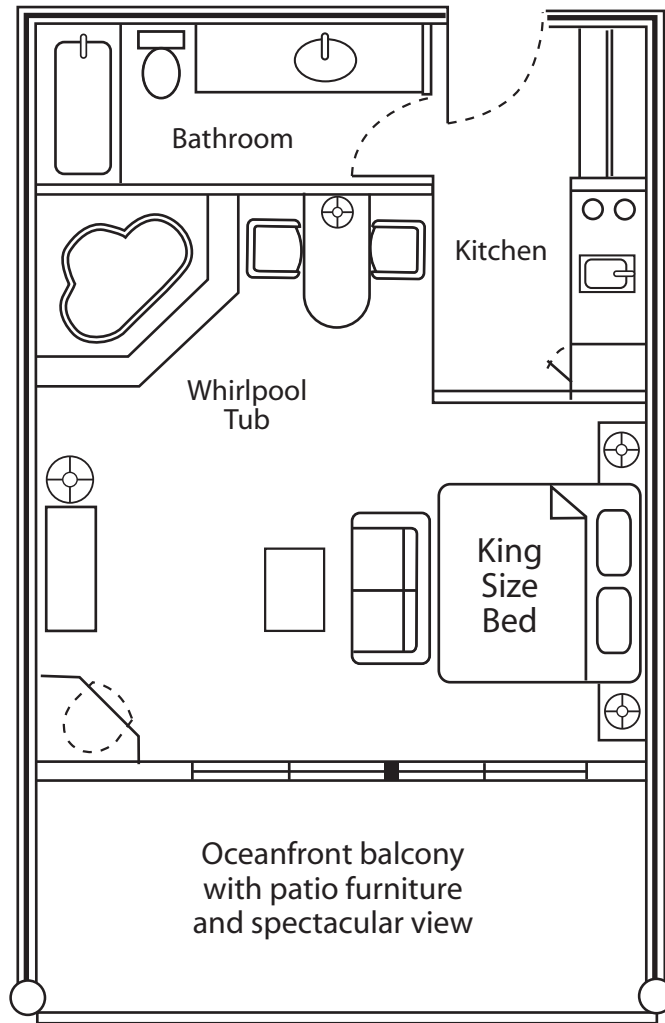 Bathroom
Kitchen
Whirlpool
Tub
King
Size
Bed
Oceanfront balcony
with patio furniture
and spectacular view